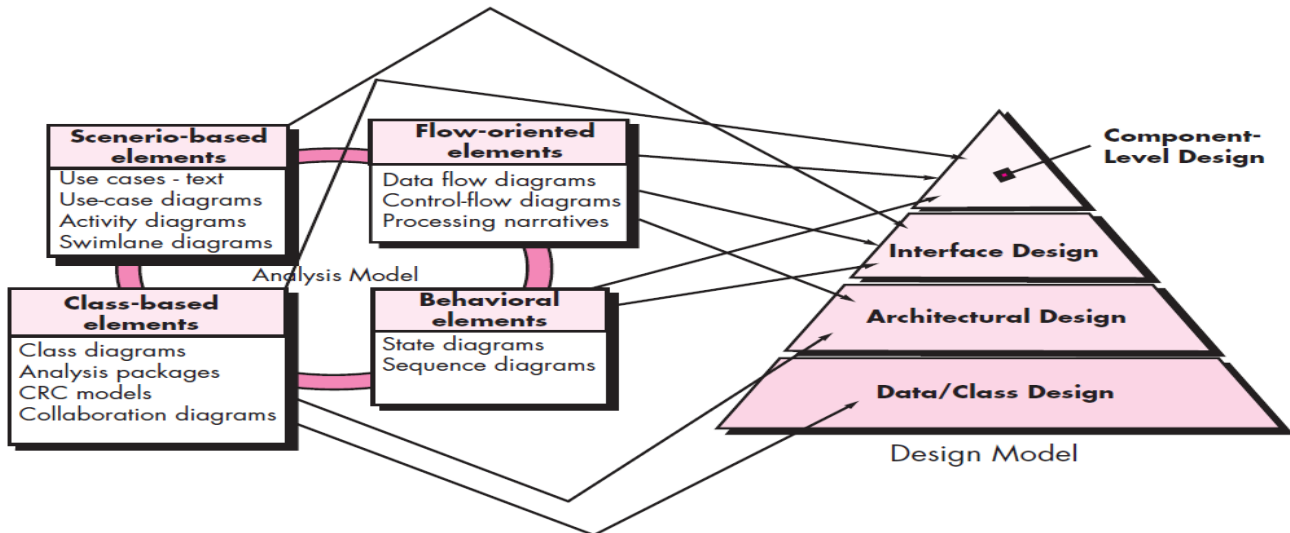 Scenerio-based
elements
Use cases - text
Use-case diagrams
Activity diagrams
Swimlane diagrams
Flow-oriented
elements
Data flow diagrams
Control-flow diagrams
Processing narratives
Analysis Model
Class-based
elements
Class diagrams
Analysis packages
CRC models
Collaboration diagrams
Behavioral
elements
State diagrams
Sequence diagrams
Component-
Level Design
Interface Design
Architectural Design
Data/Class Design
Design Model